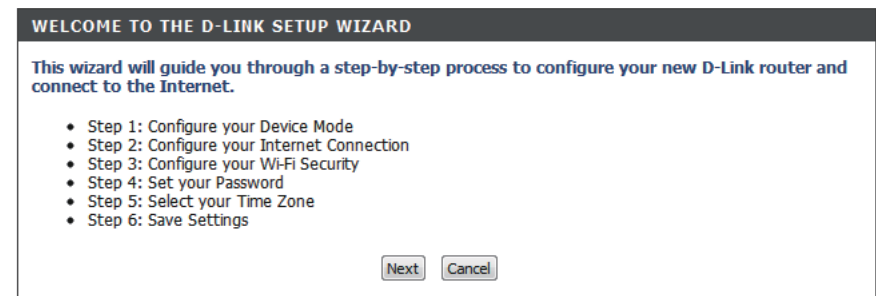 WELCOME TO THE D-LINK SETUP WIZARD
This wizard will guide you through a step-by-step process to configure your new D-Link router and
connect to the Internet.
• Step 1: Configure your Device Mode
• Step 2: Configure your Internet Connection
• Step 3: Configure your Wi-Fi Security
• Step 4: Set your Password
• Step 5: Select your Time Zone
• Step 6: Save Settings
Next Cancel